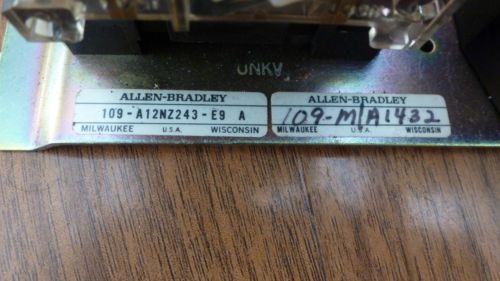 UNKV
ALLEN-BRADLEY
109-A12NZ243-E9 A
MILWAUKEE U.S.A. WISCONSIN
ALLEN-BRADLEY
109-M/A1432
MILWAUKEE U.S.A. WISCONSIN